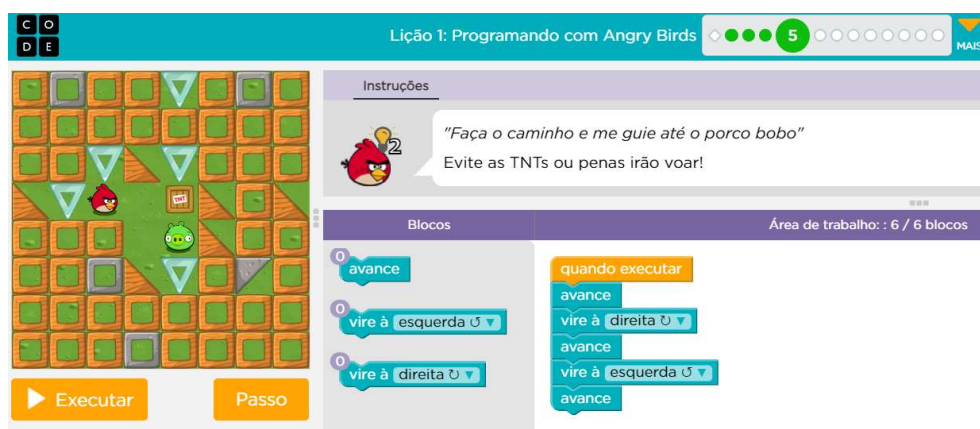 C O
D E
Lição 1: Programando com Angry Birds
5
MAIS
Instruções
2
"Faça o caminho e me guie até o porco bobo"
Evite as TNTs ou penas irão voar!
TNT
Blocos
Área de trabalho: : 6 / 6 blocos
0
avance
0
vire à esquerda ↺ ▼
0
vire à direita ↻ ▼
quando executar
avance
vire à direita ↻ ▼
avance
vire à esquerda ↺ ▼
avance
Executar
Passo